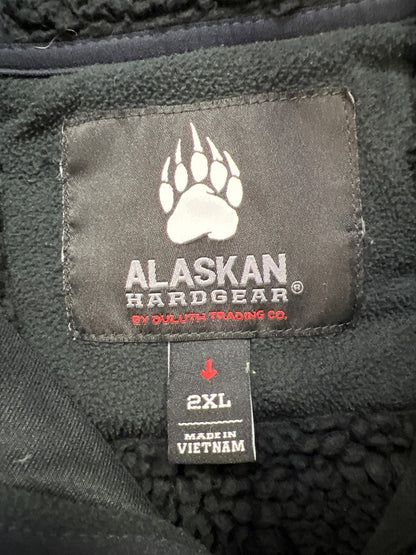 ALASKAN
HARDGEAR®
BY DULUTH TRADING CO.
2XL
MADE IN
VIETNAM